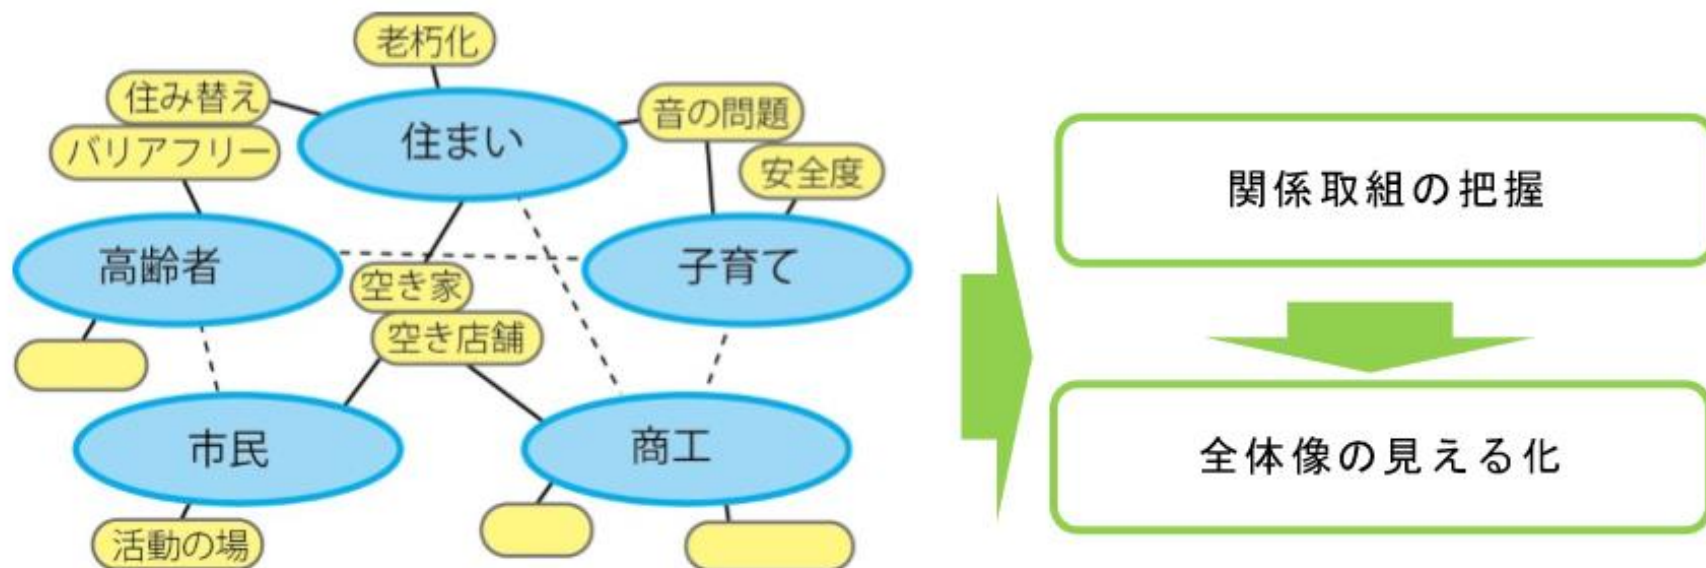 老朽化
住み替え
音の問題
住まい
バリアフリー
安全度
高齢者
子育て
空き家
空き店舗
市民
商工
活動の場
関係取組の把握
全体像の見える化